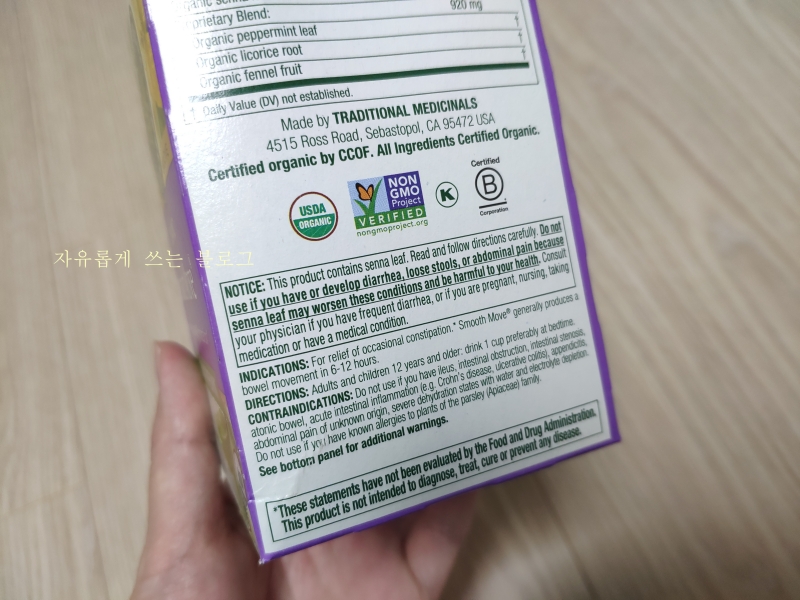 920 mg
Blend:
Organic peppermint leaf †
Organic licorice root †
Organic fennel fruit †
Daily Value (DV) not established.
Made by TRADITIONAL MEDICINALS
4515 Ross Road, Sebastopol, CA 95472 USA
Certified organic by CCOF. All Ingredients Certified Organic.
USDA
ORGANIC
NON
GMO
Project
VERIFIED
nongmoproject.org
K
Certified
B
Corporation
자유롭게 쓰는 블로그
NOTICE: This product contains senna leaf. Read and follow directions carefully. Do not
use if you have or develop diarrhea, loose stools, or abdominal pain because
senna leaf may worsen these conditions and be harmful to your health. Consult
your physician if you have frequent diarrhea, or if you are pregnant, nursing, taking
medication or have a medical condition.
INDICATIONS: For relief of occasional constipation.* Smooth Move® generally produces a
bowel movement in 6-12 hours.
DIRECTIONS: Adults and children 12 years and older: drink 1 cup preferably at bedtime.
CONTRAINDICATIONS: Do not use if you have ileus, intestinal obstruction, intestinal stenosis,
atonic bowel, acute intestinal inflammation (e.g. Crohn's disease, ulcerative colitis), appendicitis,
abdominal pain of unknown origin, severe dehydration states with water and electrolyte depletion.
Do not use if you have known allergies to plants of the parsley (Apiaceae) family.
See bottom panel for additional warnings.
*These statements have not been evaluated by the Food and Drug Administration.
This product is not intended to diagnose, treat, cure or prevent any disease.